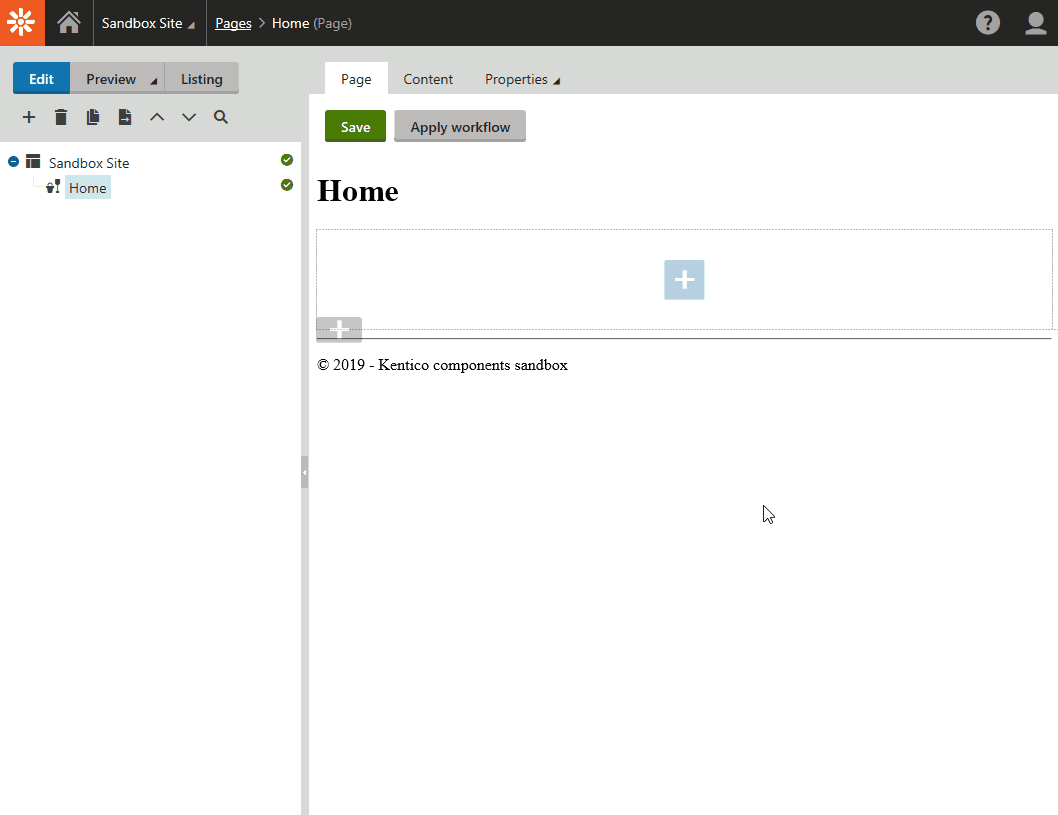 Sandbox Site Pages > Home (Page)
Edit Preview Listing
Page Content Properties
Save Apply workflow
Sandbox Site
Home
Home
© 2019 - Kentico components sandbox